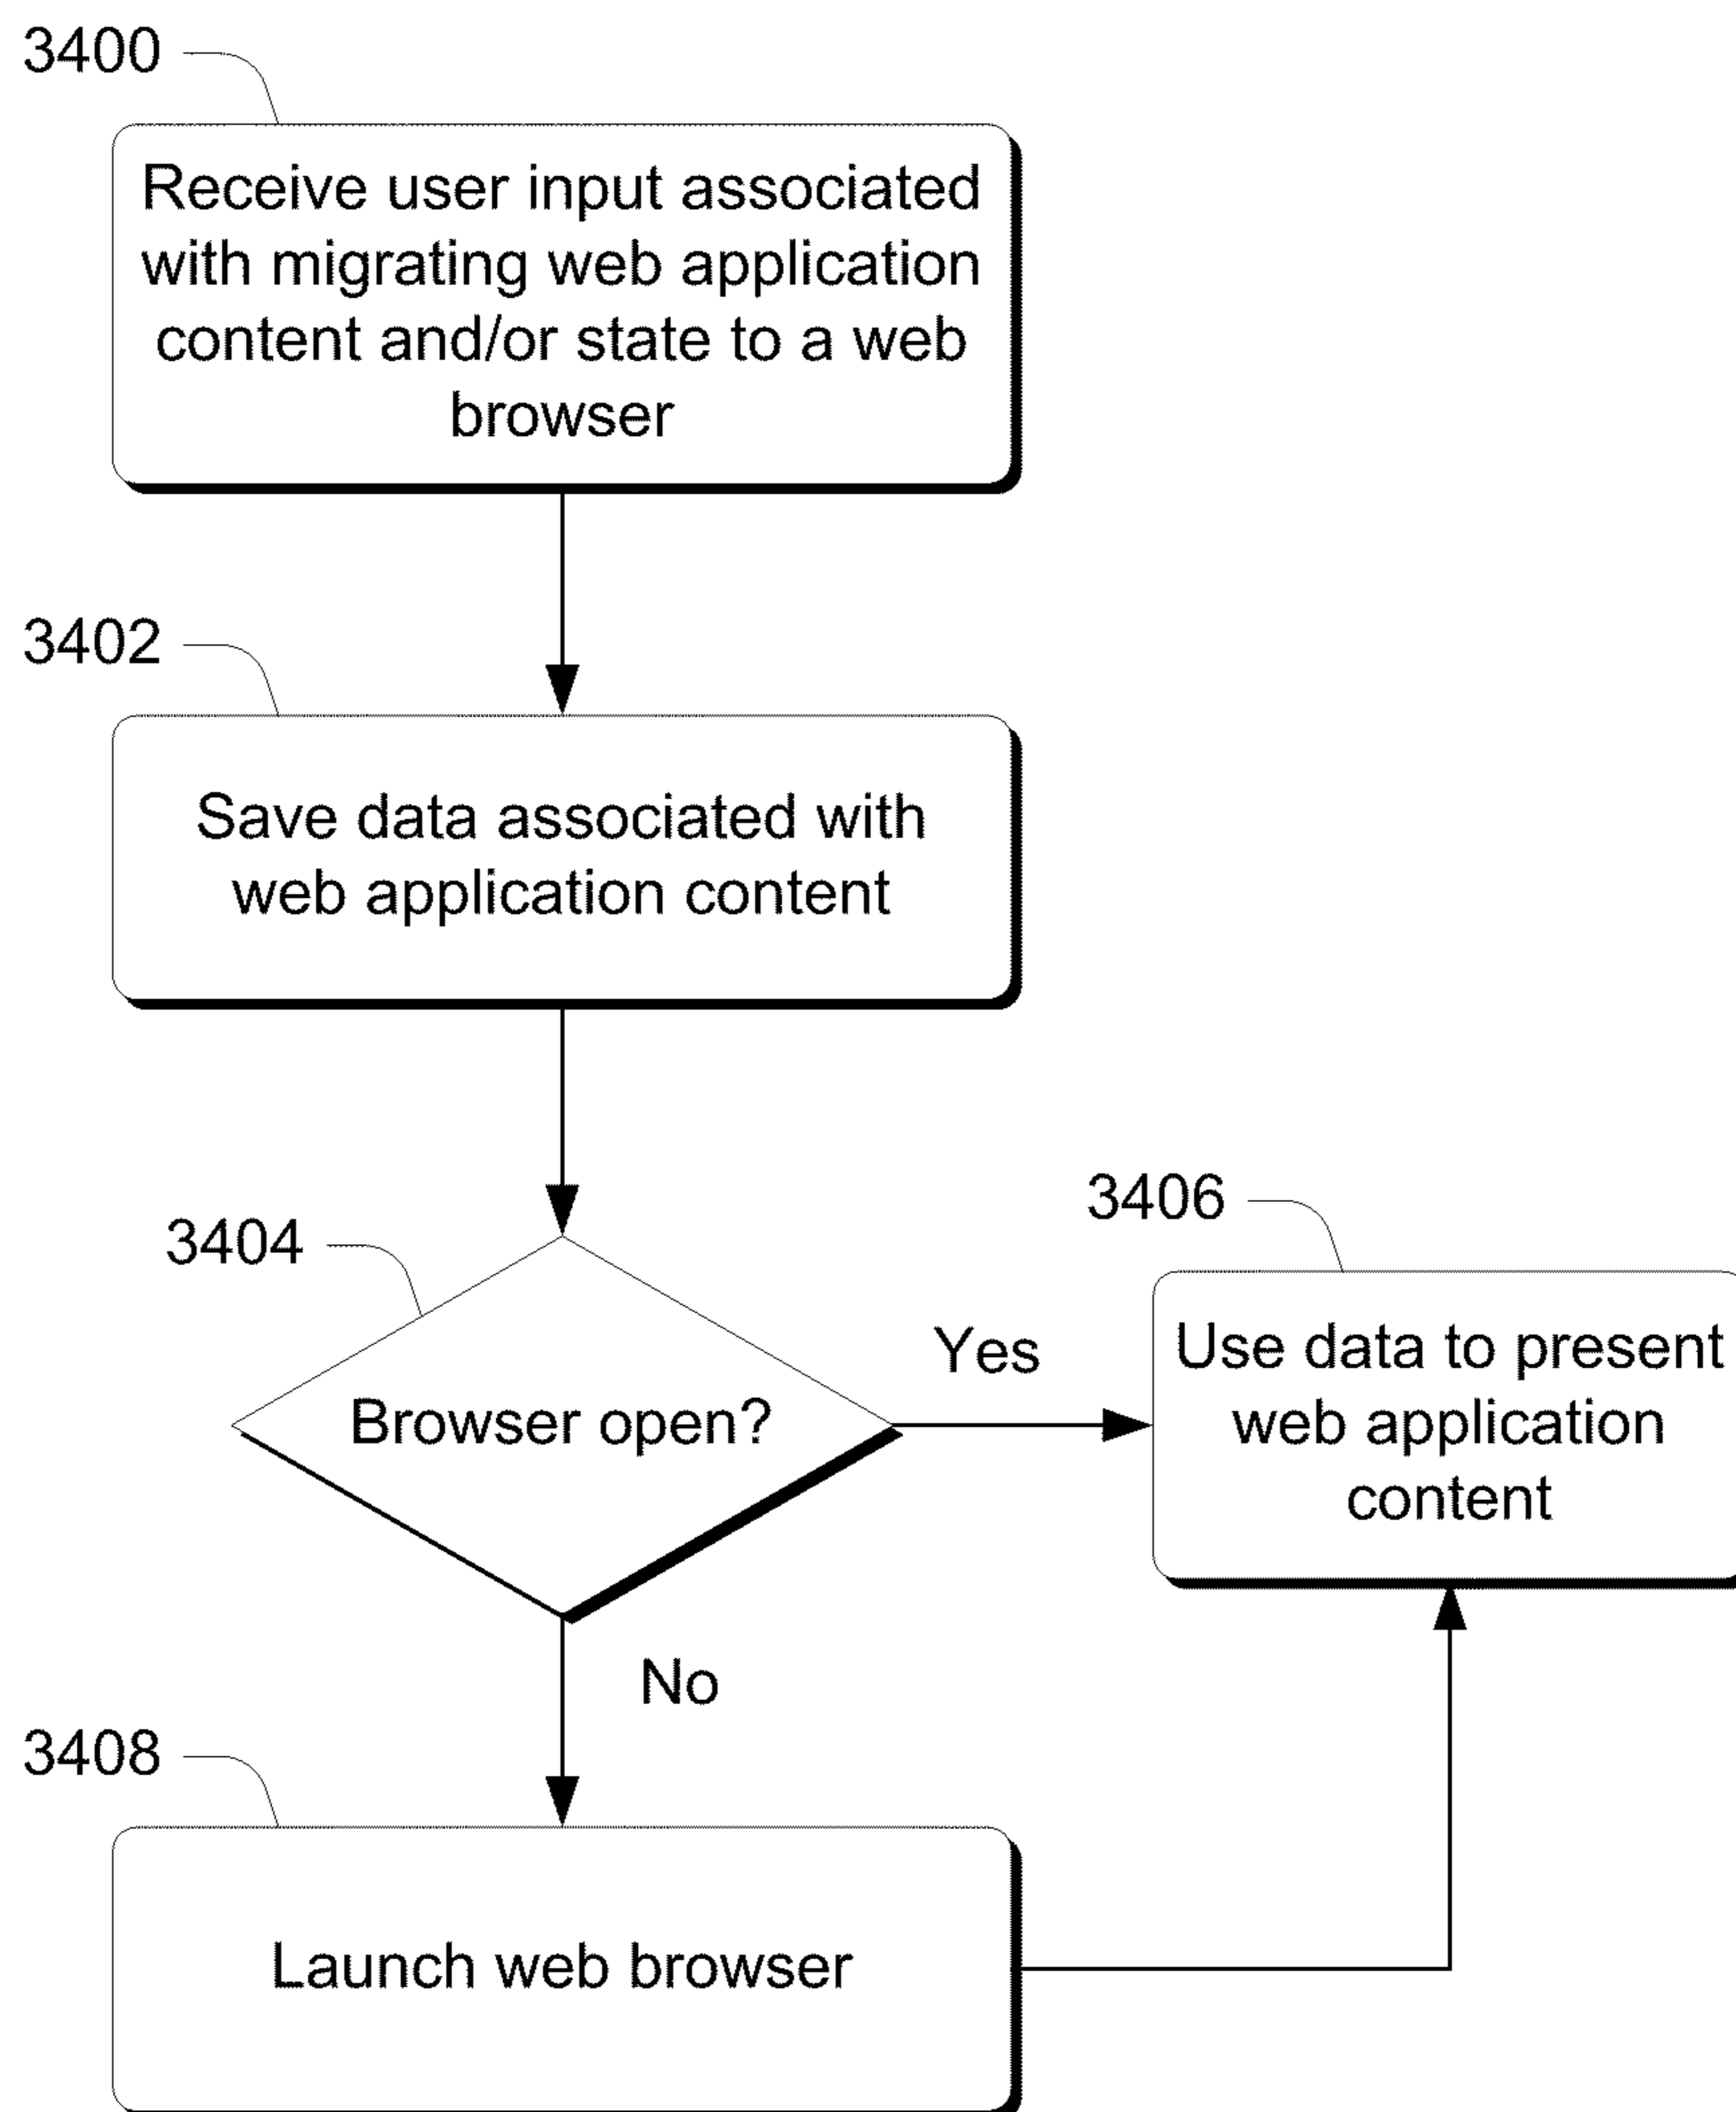 3400
Receive user input associated
with migrating web application
content and/or state to a web
browser
3402
Save data associated with
web application content
3404
Browser open?
Yes
3406
Use data to present
web application
content
No
3408
Launch web browser